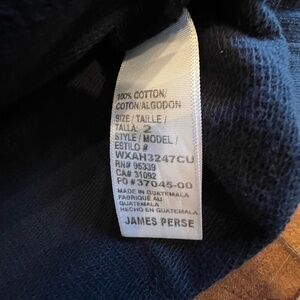 100% COTTON/
COTON/ALGODON
SIZE / TAILLE /
TALLA: 2
STYLE / MODEL /
ESTILO #
WXAH3247CU
RN# 95339
CA# 31092
PO # 37045-00
MADE IN GUATEMALA
FABRIQUÉ AU
GUATEMALA
HECHO EN GUATEMALA
JAMES PERSE